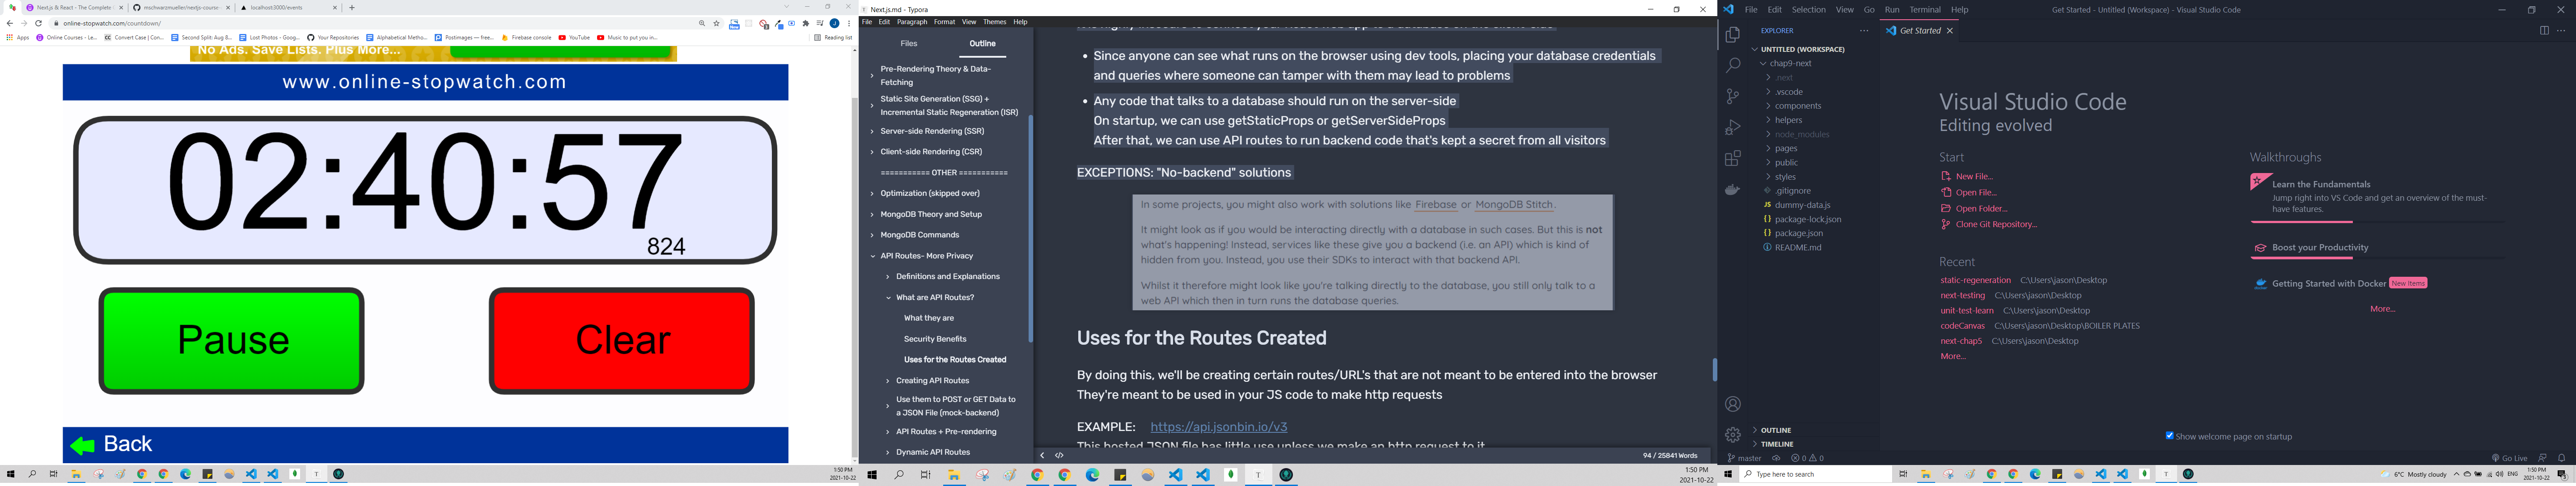 Next.js & React - The Complete
mschwarzmueller/nextjs-course-
localhost:3000/events
online-stopwatch.com/countdown/
Apps
Online Courses - Le...
Convert Case | Con...
Second Split: Aug 8...
Lost Photos - Goog...
Your Repositories
Alphabetical Metho...
Postimages — free...
Firebase console
YouTube
Music to put you in...
Reading list
No Ads. Save Lists. Plus More...
www.online-stopwatch.com
02:40:57
824
Pause
Clear
Back
1:50 PM
2021-10-22
Next.js.md - Typora
File Edit Paragraph Format View Themes Help
Files
Outline
Pre-Rendering Theory & Data-
Fetching
Static Site Generation (SSG) +
Incremental Static Regeneration (ISR)
Server-side Rendering (SSR)
Client-side Rendering (CSR)
=========== OTHER ===========
Optimization (skipped over)
MongoDB Theory and Setup
MongoDB Commands
API Routes- More Privacy
Definitions and Explanations
What are API Routes?
What they are
Security Benefits
Uses for the Routes Created
Creating API Routes
Use them to POST or GET Data to
a JSON File (mock-backend)
API Routes + Pre-rendering
Dynamic API Routes
Since anyone can see what runs on the browser using dev tools, placing your database credentials
and queries where someone can tamper with them may lead to problems
Any code that talks to a database should run on the server-side
On startup, we can use getStaticProps or getServerSideProps
After that, we can use API routes to run backend code that's kept a secret from all visitors
EXCEPTIONS: "No-backend" solutions
In some projects, you might also work with solutions like Firebase or MongoDB Stitch.
It might look as if you would be interacting directly with a database in such cases. But this is not
what's happening! Instead, services like these give you a backend (i.e. an API) which is kind of
hidden from you. Instead, you use their SDKs to interact with that backend API.
Whilst it therefore might look like you're talking directly to the database, you still only talk to a
web API which then in turn runs the database queries.
Uses for the Routes Created
By doing this, we'll be creating certain routes/URL's that are not meant to be entered into the browser
They're meant to be used in your JS code to make http requests
EXAMPLE: https://api.jsonbin.io/v3
This hosted JSON file has little use unless we make an http request to it
94 / 25841 Words
1:50 PM
2021-10-22
File Edit Selection View Go Run Terminal Help
Get Started - Untitled (Workspace) - Visual Studio Code
EXPLORER
Get Started
UNTITLED (WORKSPACE)
chap9-next
.next
.vscode
components
helpers
node_modules
pages
public
styles
.gitignore
dummy-data.js
package-lock.json
package.json
README.md
OUTLINE
TIMELINE
Visual Studio Code
Editing evolved
Start
New File...
Open File...
Open Folder...
Clone Git Repository...
Recent
static-regeneration C:\Users\jason\Desktop
next-testing C:\Users\jason\Desktop
unit-test-learn C:\Users\jason\Desktop
codeCanvas C:\Users\jason\Desktop\BOILER PLATES
next-chap5 C:\Users\jason\Desktop
More...
Walkthroughs
Learn the Fundamentals
Jump right into VS Code and get an overview of the must-
have features.
Boost your Productivity
Getting Started with Docker New Items
More...
Show welcome page on startup
master
0 0
Go Live
Type here to search
6°C Mostly cloudy
ENG
1:50 PM
2021-10-22